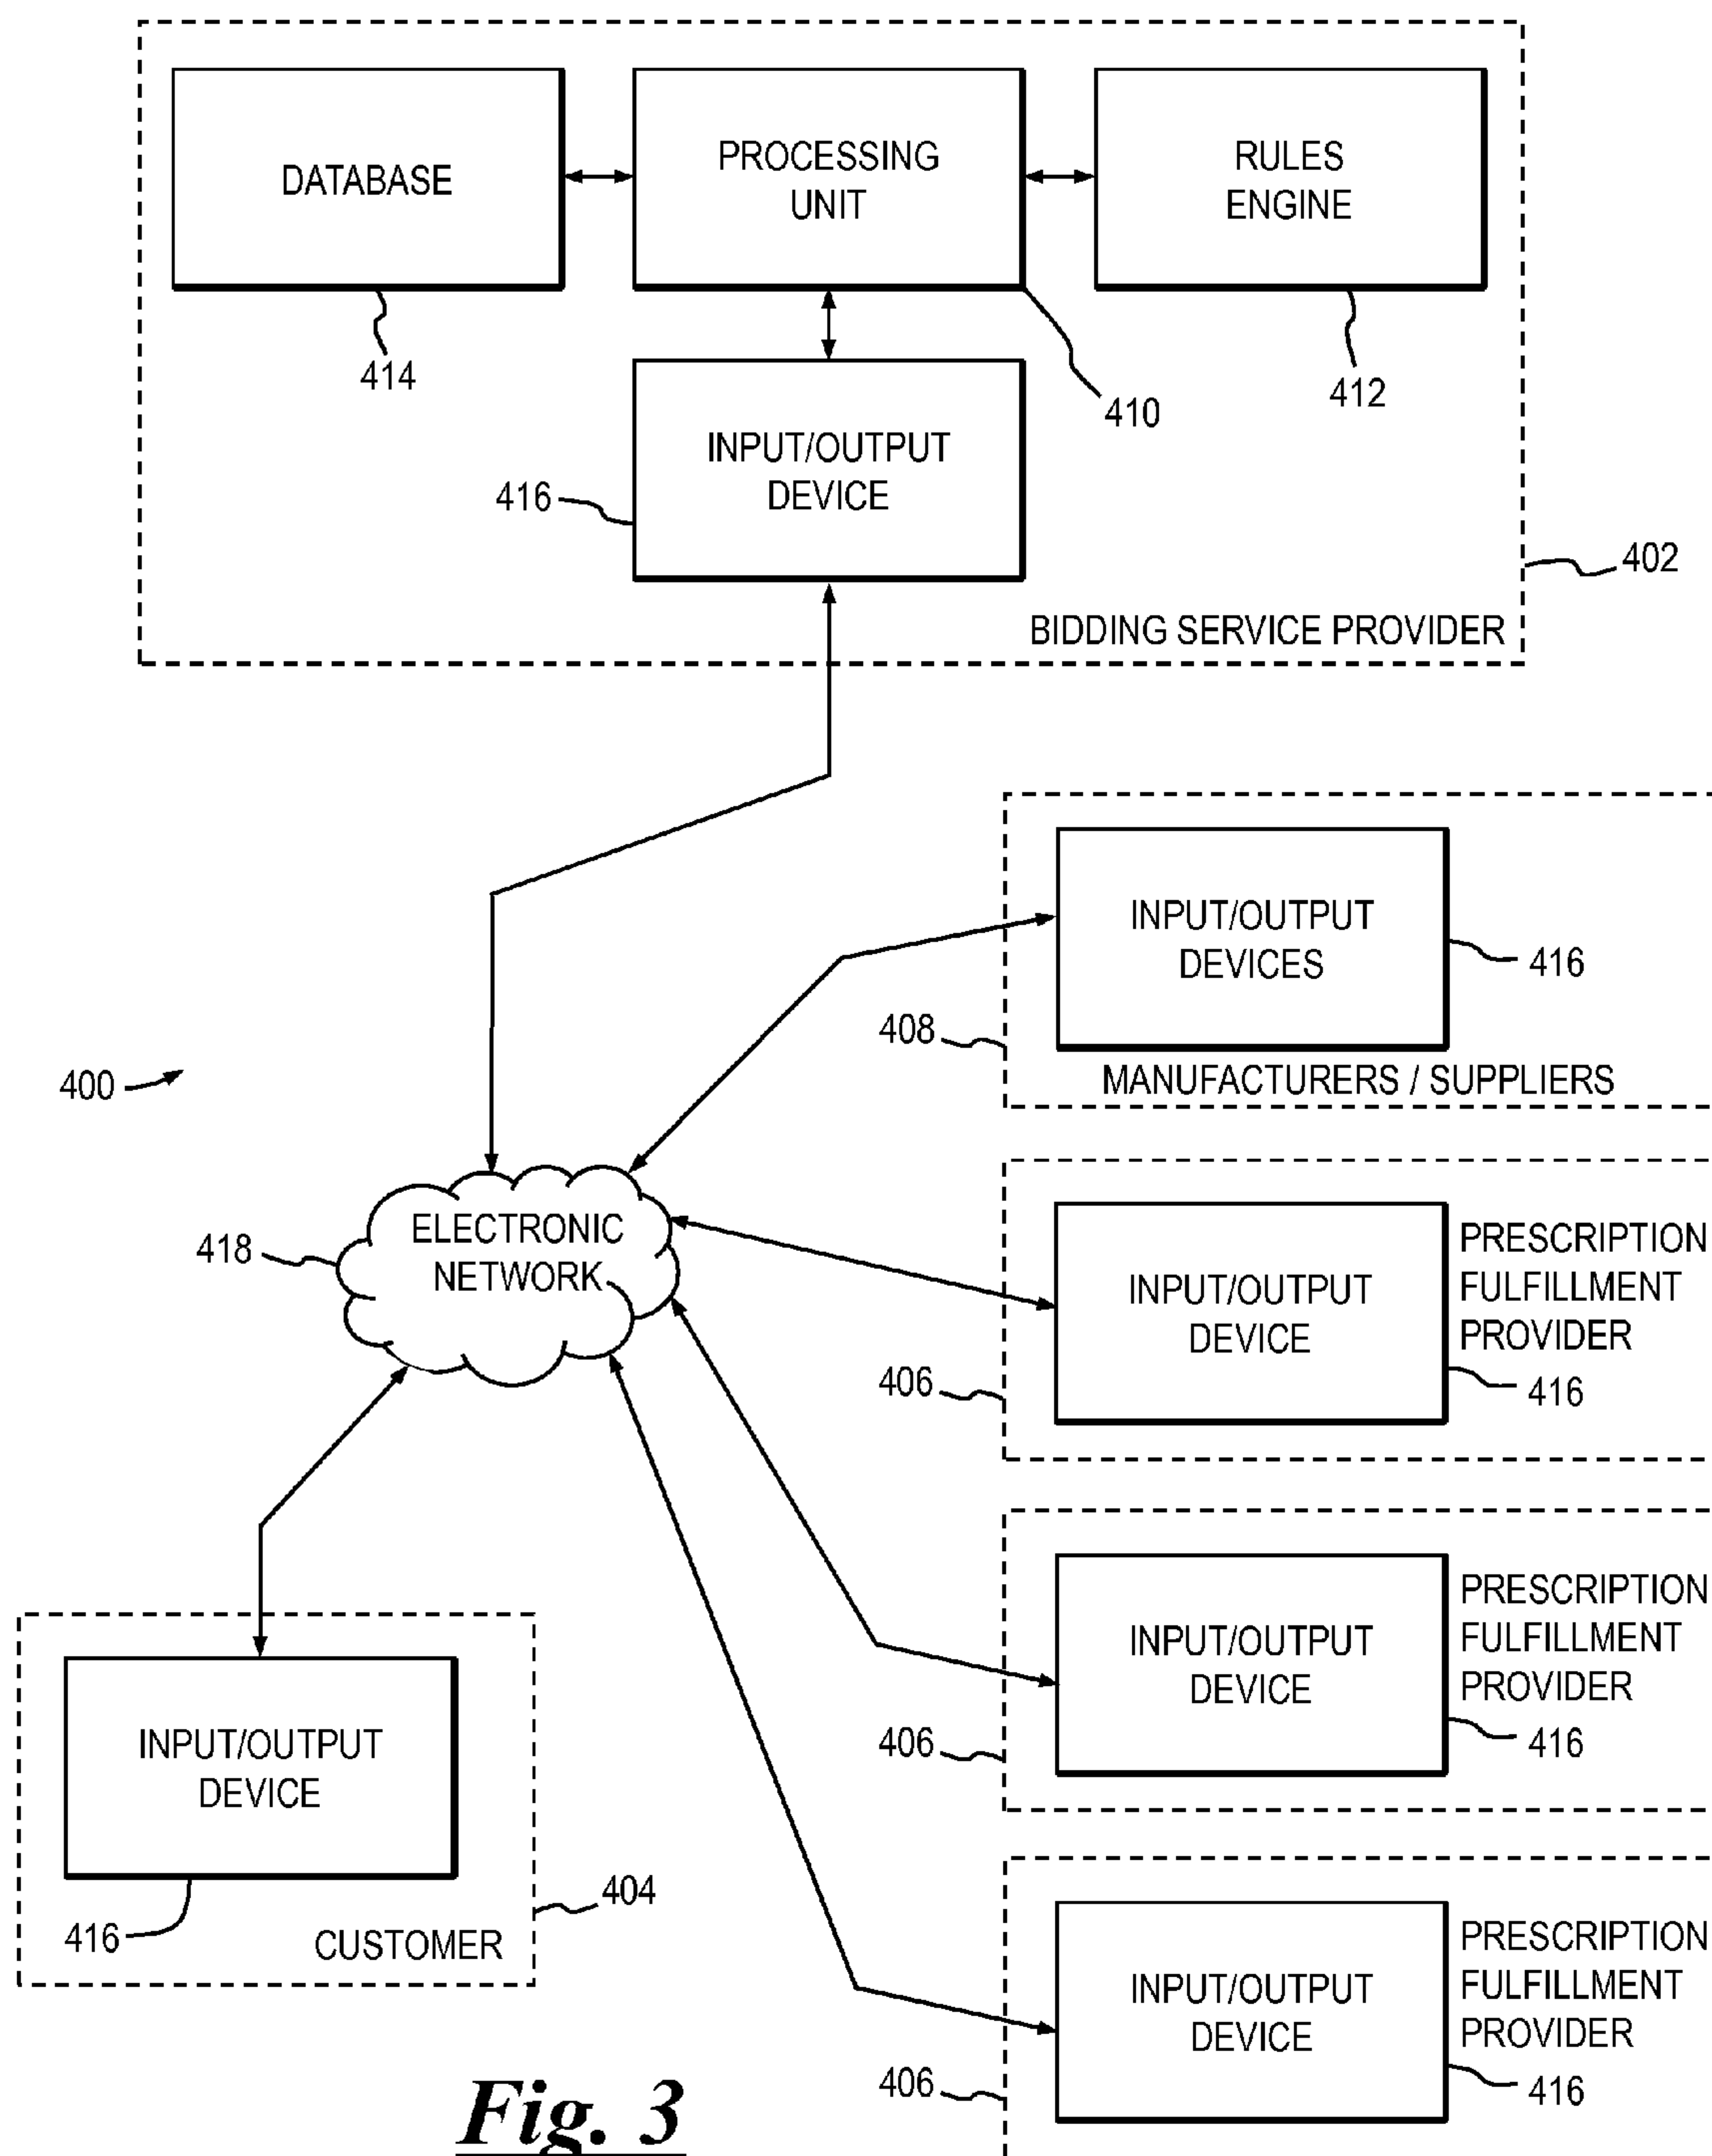 DATABASE
PROCESSING
UNIT
RULES
ENGINE
414
410
412
INPUT/OUTPUT
DEVICE
416
402
BIDDING SERVICE PROVIDER
INPUT/OUTPUT
DEVICES
416
408
MANUFACTURERS / SUPPLIERS
400
ELECTRONIC
NETWORK
418
INPUT/OUTPUT
DEVICE
PRESCRIPTION
FULFILLMENT
PROVIDER
406
416
INPUT/OUTPUT
DEVICE
PRESCRIPTION
FULFILLMENT
PROVIDER
406
416
INPUT/OUTPUT
DEVICE
404
416
CUSTOMER
INPUT/OUTPUT
DEVICE
PRESCRIPTION
FULFILLMENT
PROVIDER
406
416
Fig. 3